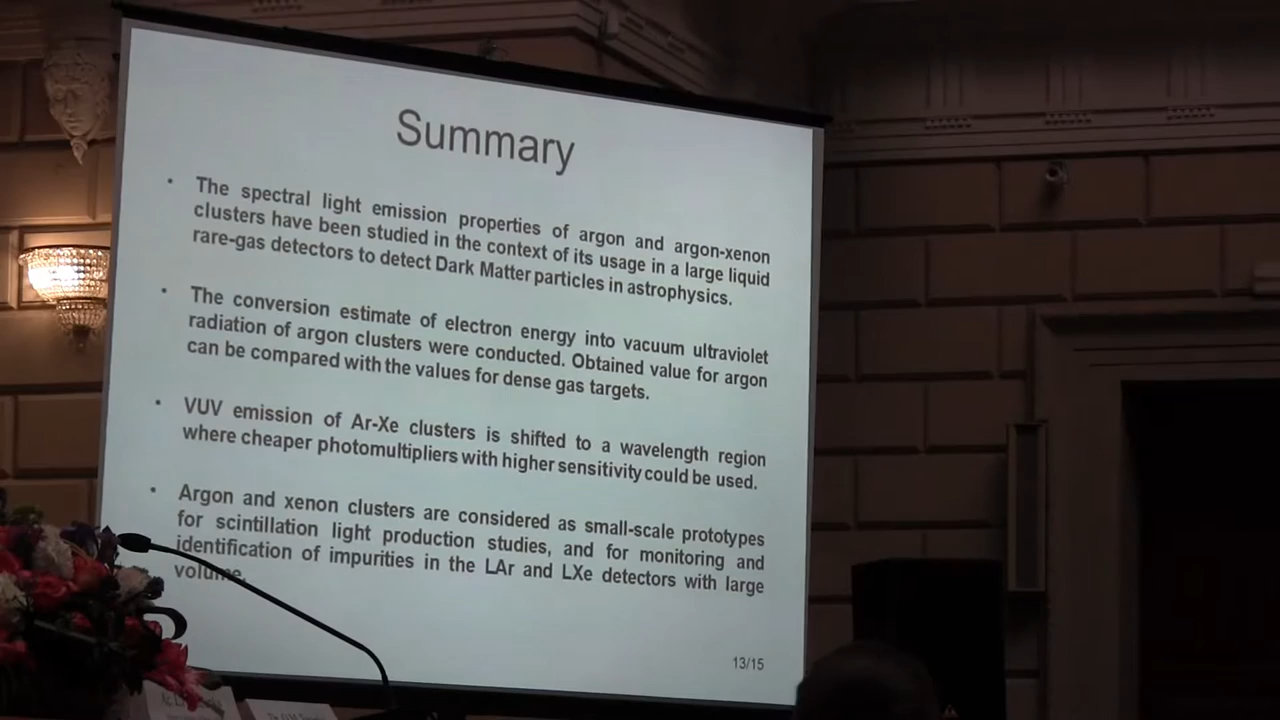 Summary
• The spectral light emission properties of argon and argon-xenon
clusters have been studied in the context of its usage in a large liquid
rare-gas detectors to detect Dark Matter particles in astrophysics.
• The conversion estimate of electron energy into vacuum ultraviolet
radiation of argon clusters were conducted. Obtained value for argon
can be compared with the values for dense gas targets.
• VUV emission of Ar-Xe clusters is shifted to a wavelength region
where cheaper photomultipliers with higher sensitivity could be used.
• Argon and xenon clusters are considered as small-scale prototypes
for scintillation light production studies, and for monitoring and
identification of impurities in the LAr and LXe detectors with large
volume.
13/15